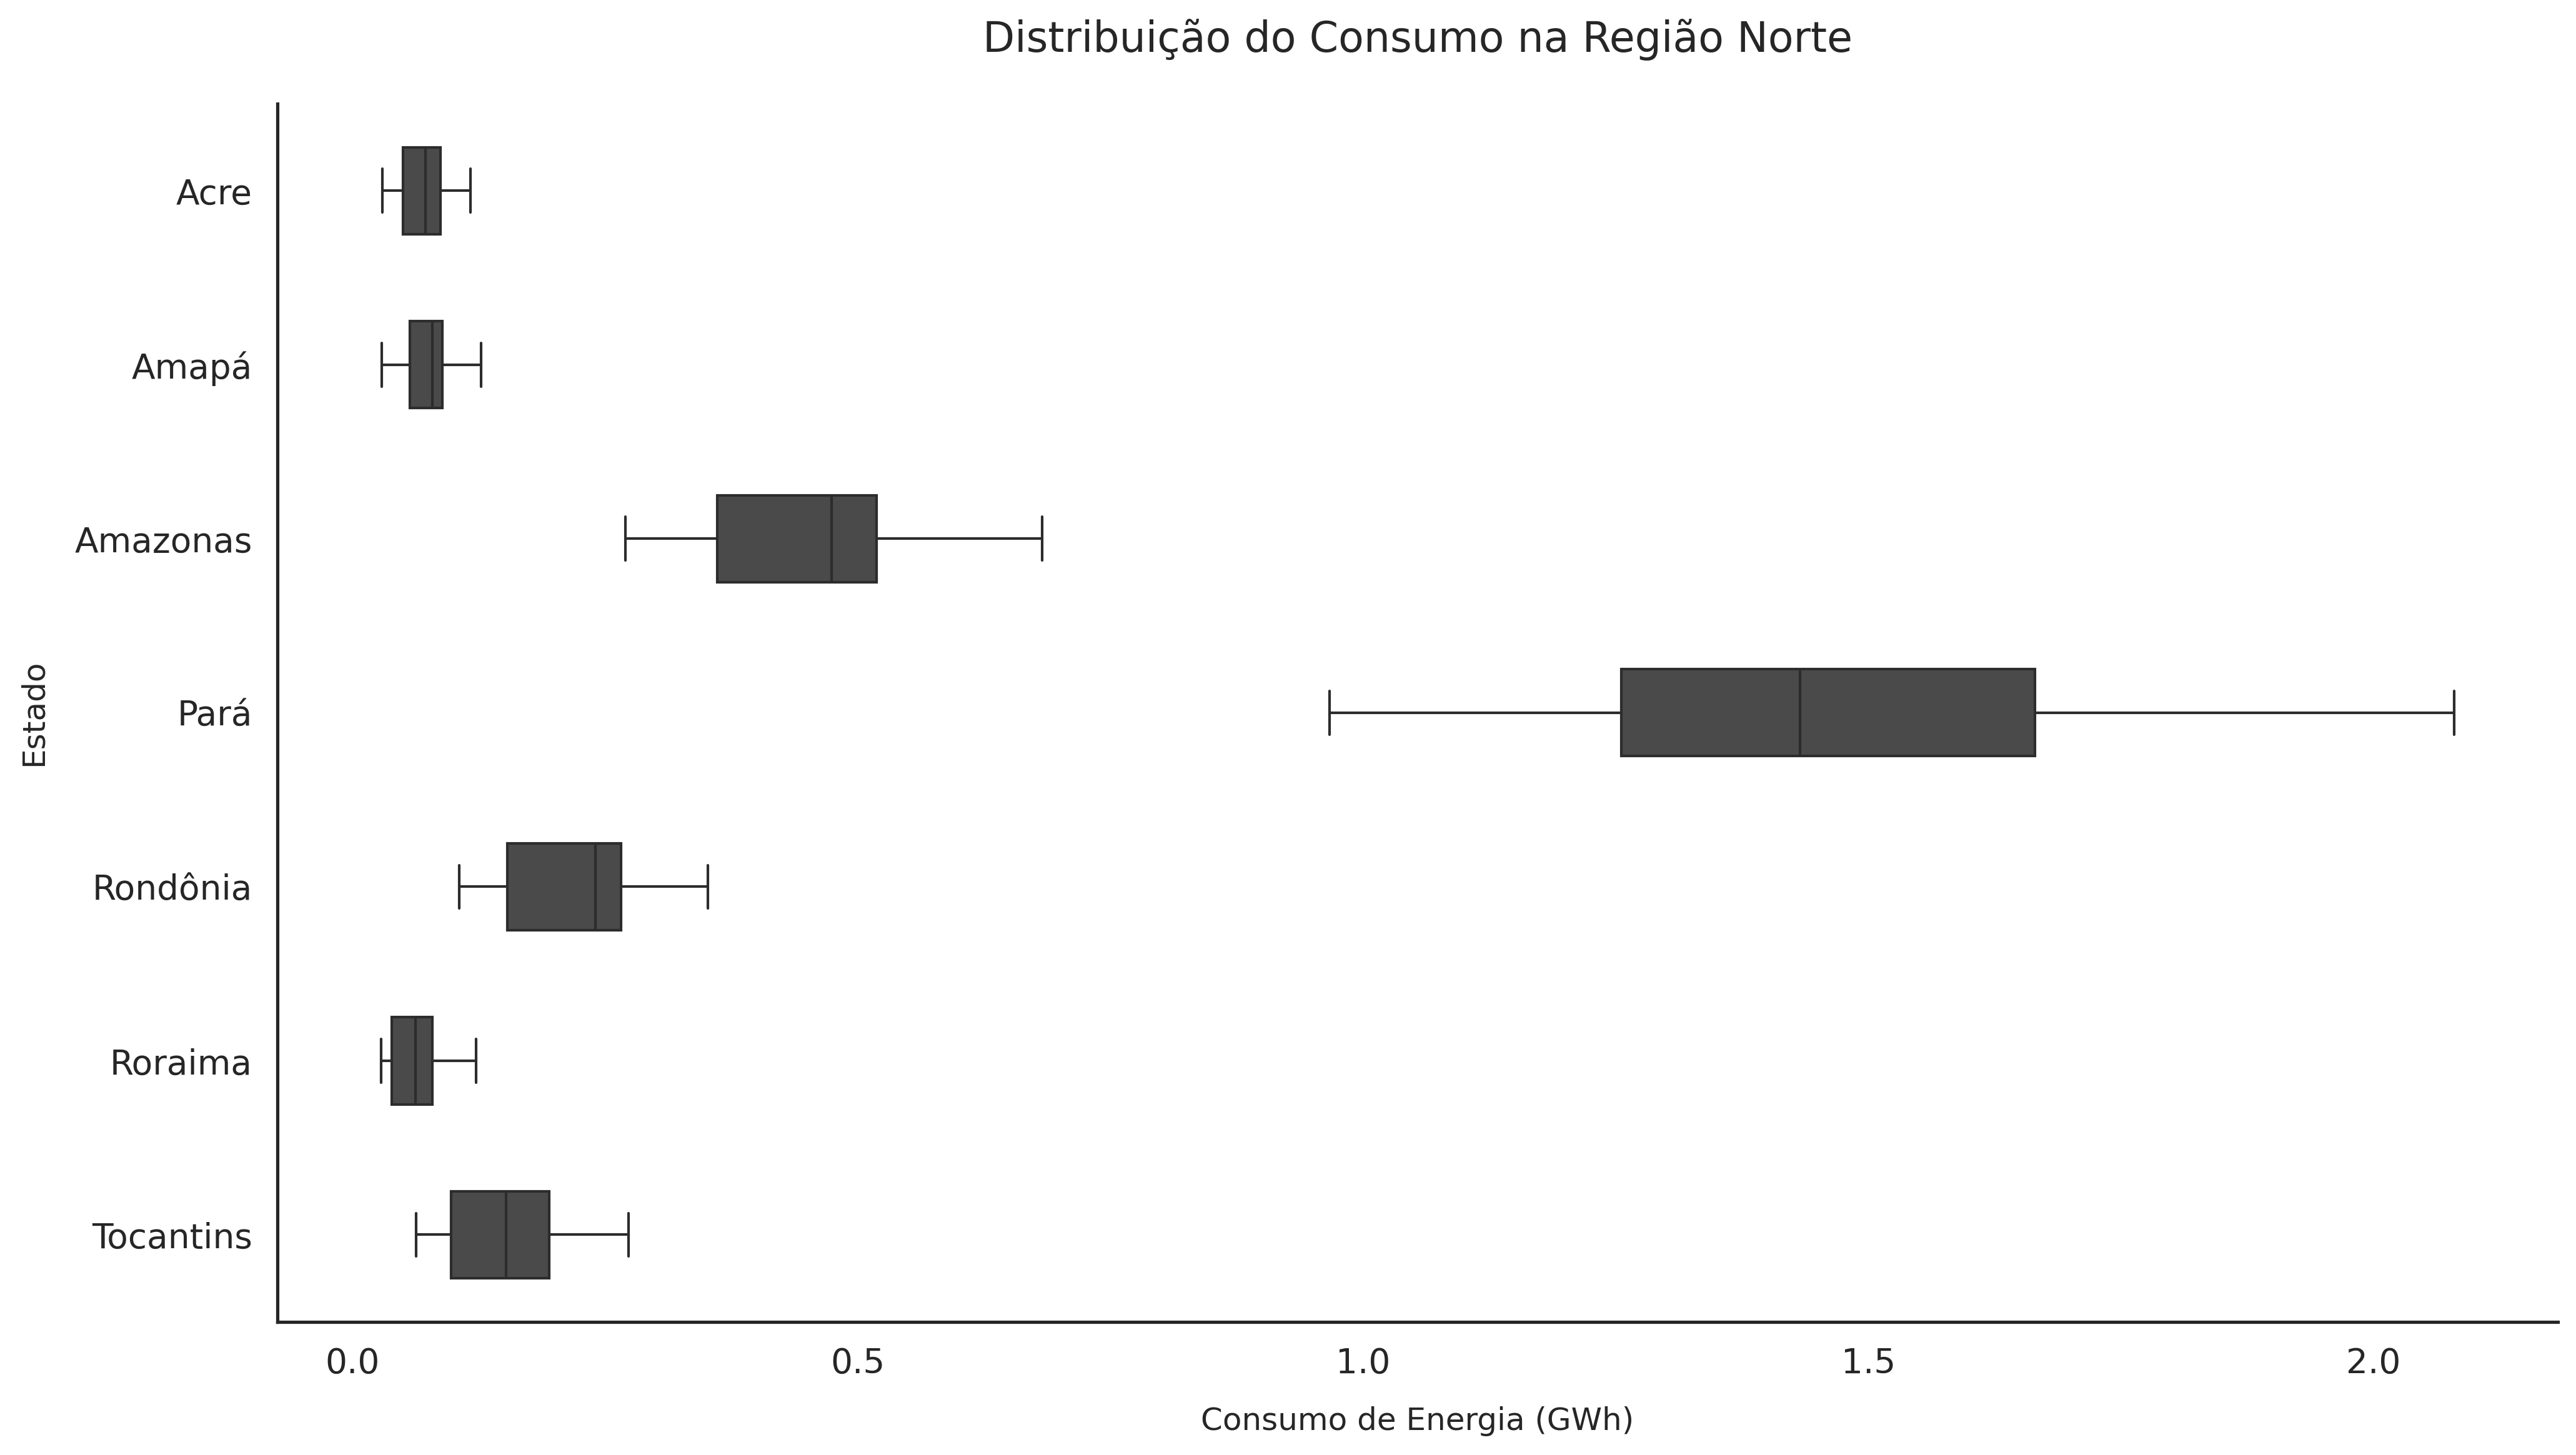 Distribuição do Consumo na Região Norte
Acre
Amapá
Amazonas
Pará
Rondônia
Roraima
Tocantins
Estado
0.0 0.5 1.0 1.5 2.0
Consumo de Energia (GWh)